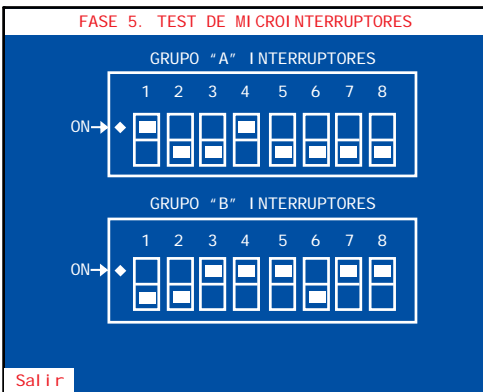 FASE 5. TEST DE MICROINTERRUPTORES
GRUPO “A” INTERRUPTORES
1 2 3 4 5 6 7 8
ON
GRUPO “B” INTERRUPTORES
1 2 3 4 5 6 7 8
ON
Salir